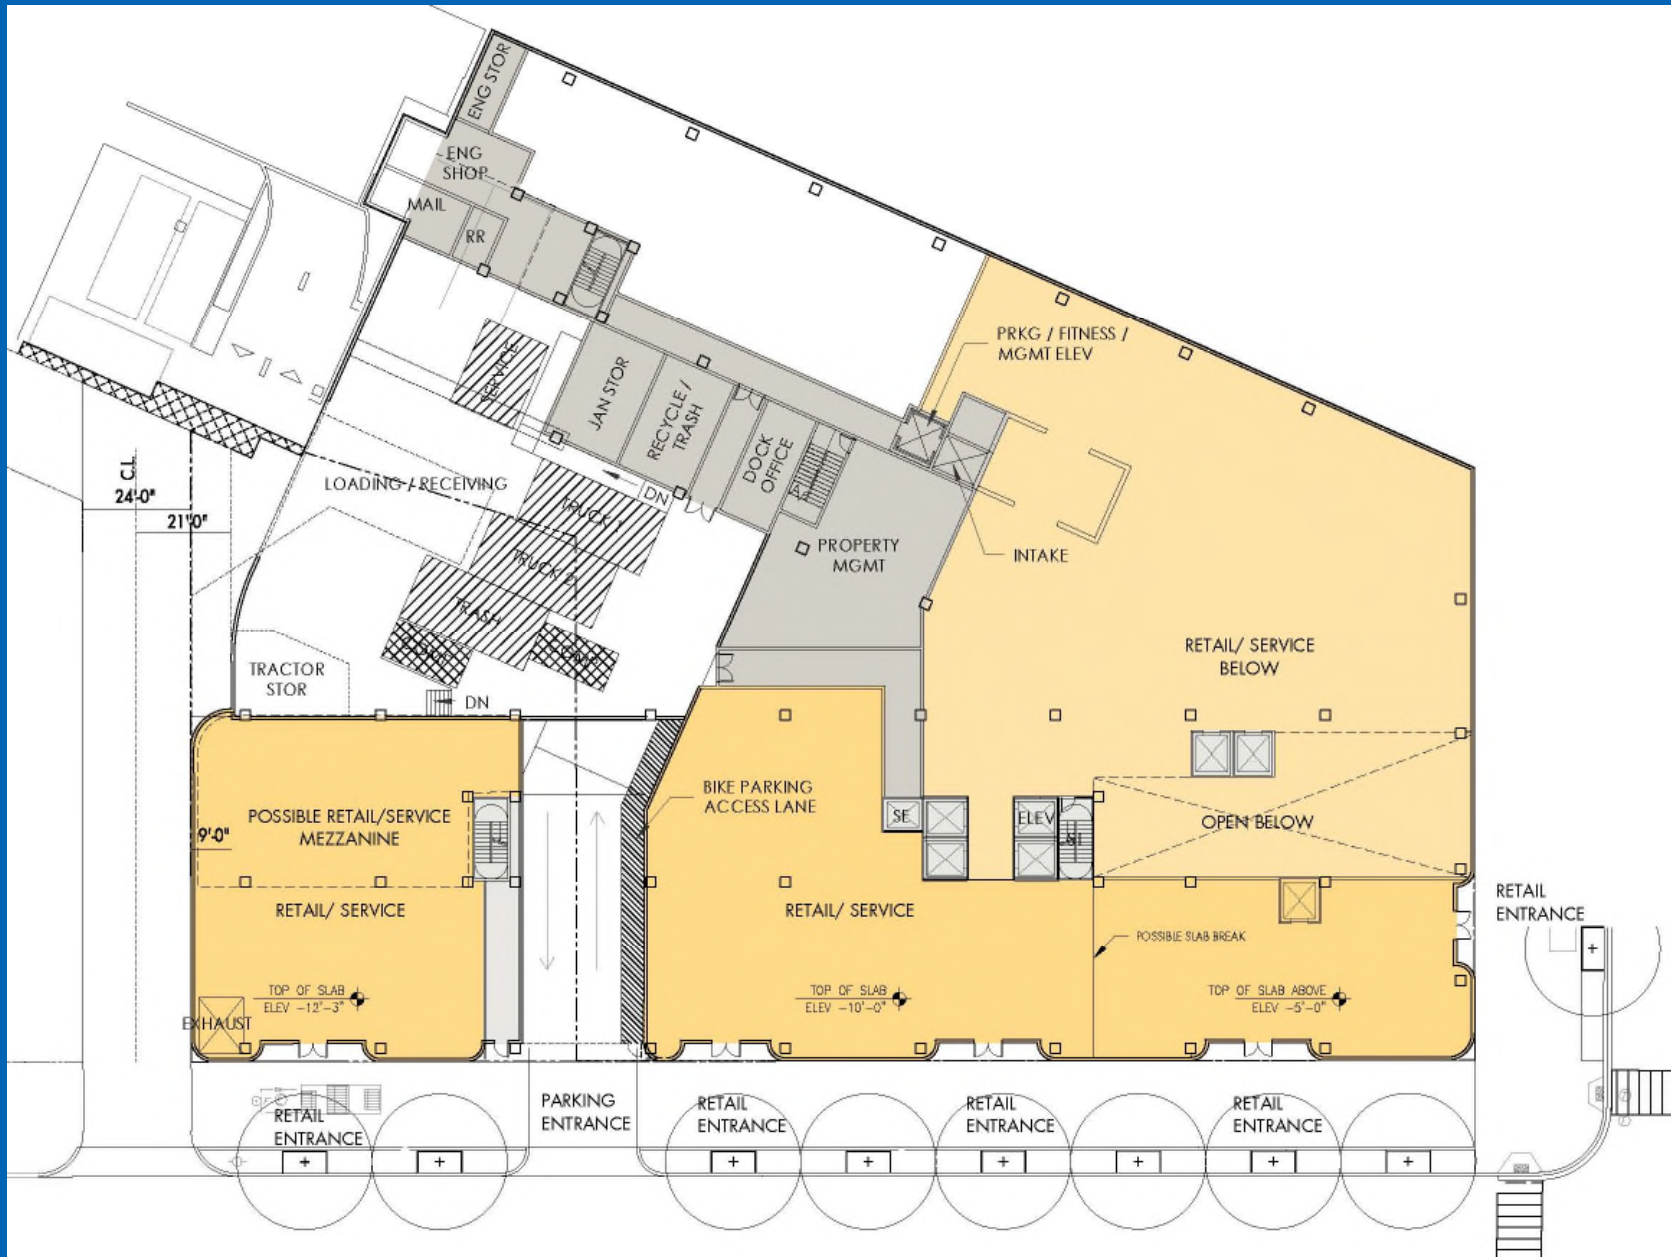 ENG STOR
ENG
SHOP
MAIL
RR
SERVICE
PRKG / FITNESS /
MGMT ELEV
JAN STOR
RECYCLE /
TRASH
DOCK
OFFICE
C.L.
24'-0"
21'0"
LOADING / RECEIVING
DN
TRUCK 1
TRUCK 2
TRASH
PROPERTY
MGMT
INTAKE
RETAIL/ SERVICE
BELOW
TRACTOR
STOR
DN
BIKE PARKING
ACCESS LANE
POSSIBLE RETAIL/SERVICE
MEZZANINE
9'-0"
SE
ELEV
OPEN BELOW
RETAIL/ SERVICE
RETAIL/ SERVICE
RETAIL
ENTRANCE
POSSIBLE SLAB BREAK
TOP OF SLAB
ELEV -12'-3"
TOP OF SLAB
ELEV -10'-0"
TOP OF SLAB ABOVE
ELEV -5'-0"
EXHAUST
RETAIL
ENTRANCE
PARKING
ENTRANCE
RETAIL
ENTRANCE
RETAIL
ENTRANCE
RETAIL
ENTRANCE